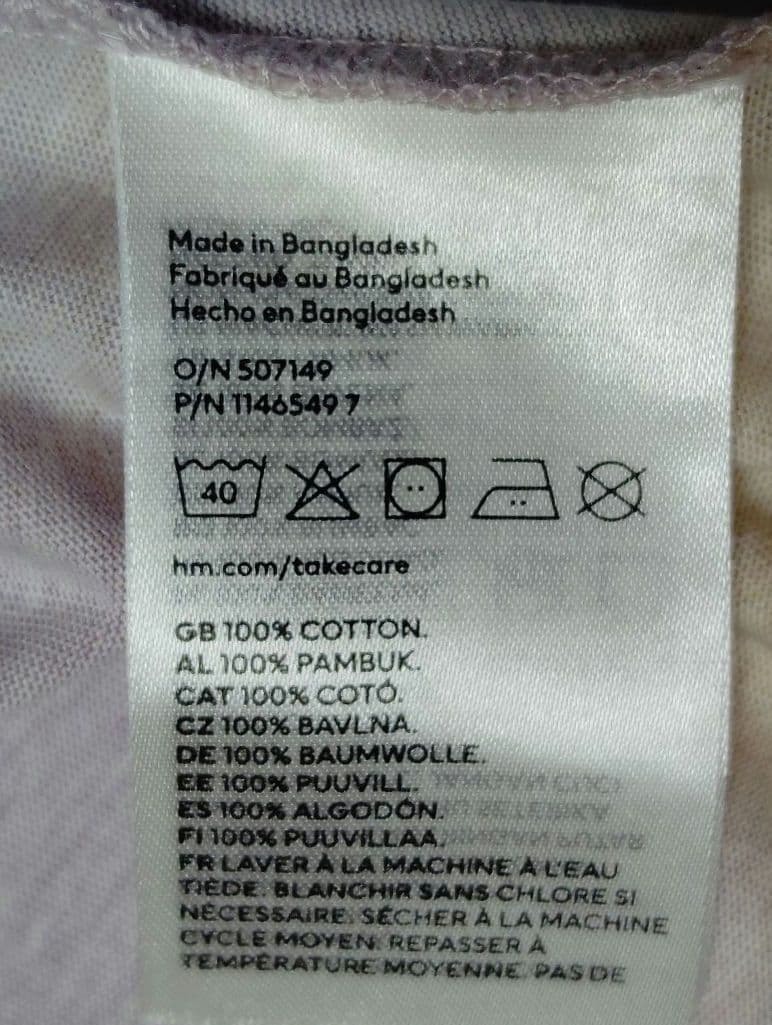 Made in Bangladesh
Fabriqué au Bangladesh
Hecho en Bangladesh
O/N 507149
P/N 1146549 7
40
hm.com/takecare
GB 100% COTTON.
AL 100% PAMBUK.
CAT 100% COTÓ.
CZ 100% BAVLNA.
DE 100% BAUMWOLLE.
EE 100% PUUVILL.
ES 100% ALGODÓN.
FI 100% PUUVILLAA.
FR LAVER À LA MACHINE À L'EAU
TIÈDE. BLANCHIR SANS CHLORE SI
NÉCESSAIRE. SÉCHER À LA MACHINE
CYCLE MOYEN. REPASSER À
TEMPÉRATURE MOYENNE. PAS DE